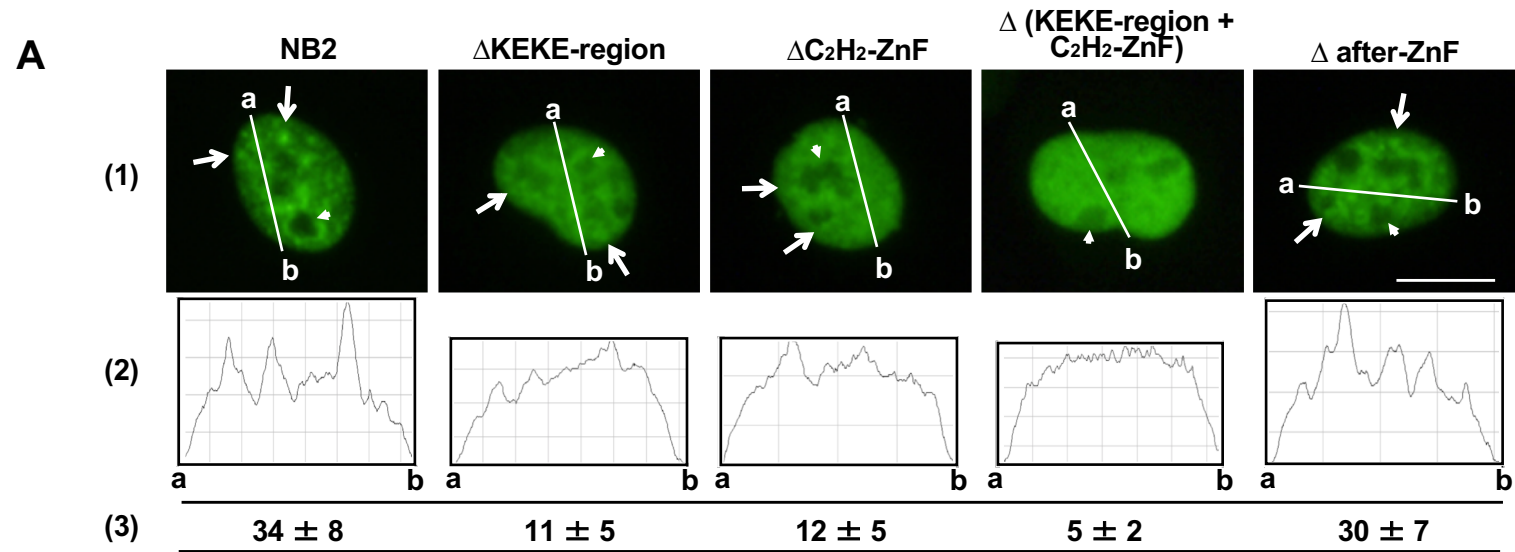 A
NB2
ΔKEKE-region
ΔC₂H₂-ZnF
Δ (KEKE-region +
C₂H₂-ZnF)
Δ after-ZnF
(1)
a
b
a
b
a
b
a
b
a
b
(2)
a b
a b
a b
a b
a b
(3)
34 ± 8
11 ± 5
12 ± 5
5 ± 2
30 ± 7